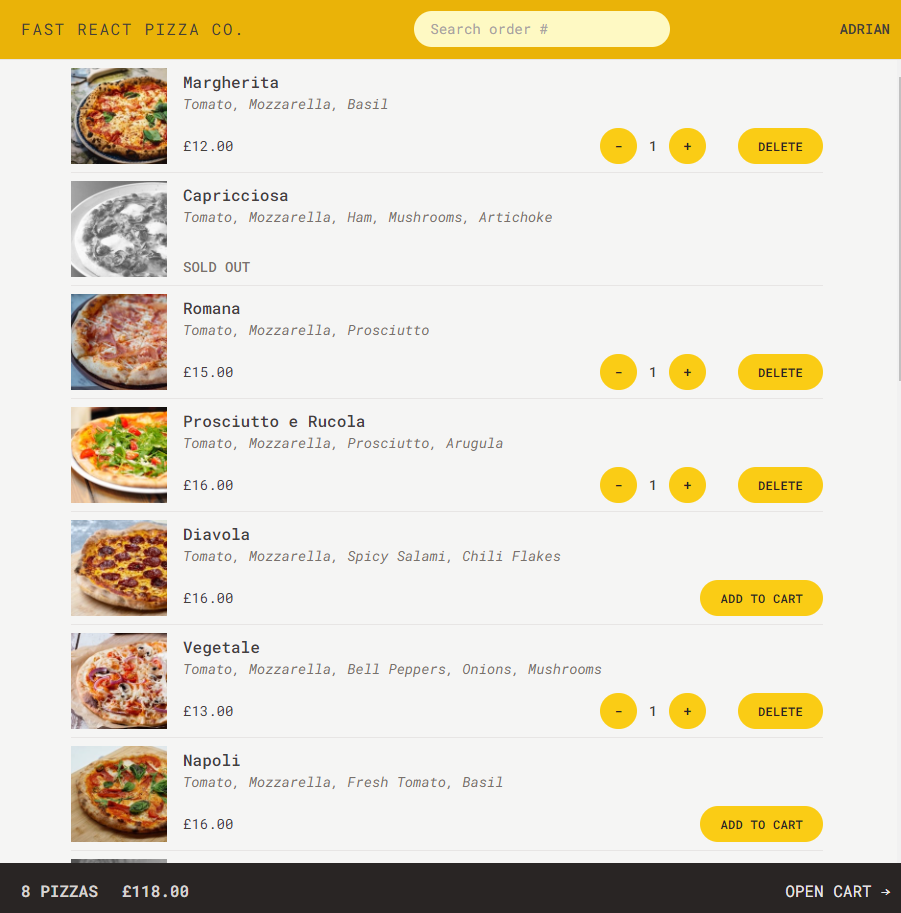 FAST REACT PIZZA CO.
Search order #
ADRIAN
Margherita
Tomato, Mozzarella, Basil
£12.00
- 1 + DELETE
Capricciosa
Tomato, Mozzarella, Ham, Mushrooms, Artichoke
SOLD OUT
Romana
Tomato, Mozzarella, Prosciutto
£15.00
- 1 + DELETE
Prosciutto e Rucola
Tomato, Mozzarella, Prosciutto, Arugula
£16.00
- 1 + DELETE
Diavola
Tomato, Mozzarella, Spicy Salami, Chili Flakes
£16.00
ADD TO CART
Vegetale
Tomato, Mozzarella, Bell Peppers, Onions, Mushrooms
£13.00
- 1 + DELETE
Napoli
Tomato, Mozzarella, Fresh Tomato, Basil
£16.00
ADD TO CART
8 PIZZAS £118.00
OPEN CART →